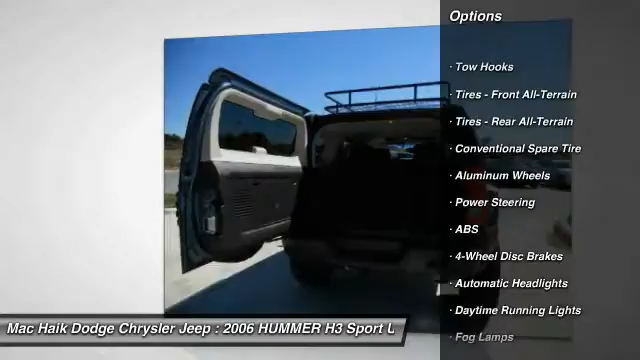 Options
· Tow Hooks
· Tires - Front All-Terrain
· Tires - Rear All-Terrain
· Conventional Spare Tire
· Aluminum Wheels
· Power Steering
· ABS
· 4-Wheel Disc Brakes
· Automatic Headlights
· Daytime Running Lights
· Fog Lamps
Mac Haik Dodge Chrysler Jeep : 2006 HUMMER H3 Sport U